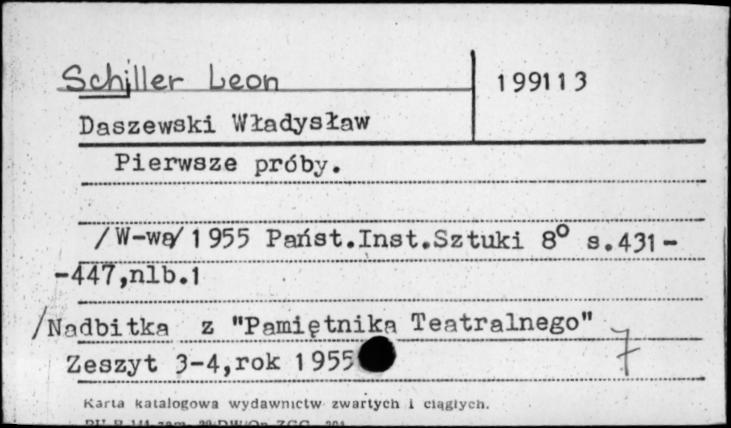 Schiller Leon
199113
Daszewski Władysław
Pierwsze próby.
/W-wa/1955 Państ.Inst.Sztuki 8° s.431-
-447,nlb.1
/Nadbitka z "Pamiętnika Teatralnego"
Zeszyt 3-4,rok 1955
7
Karta katalogowa wydawnictw zwartych i ciągłych.